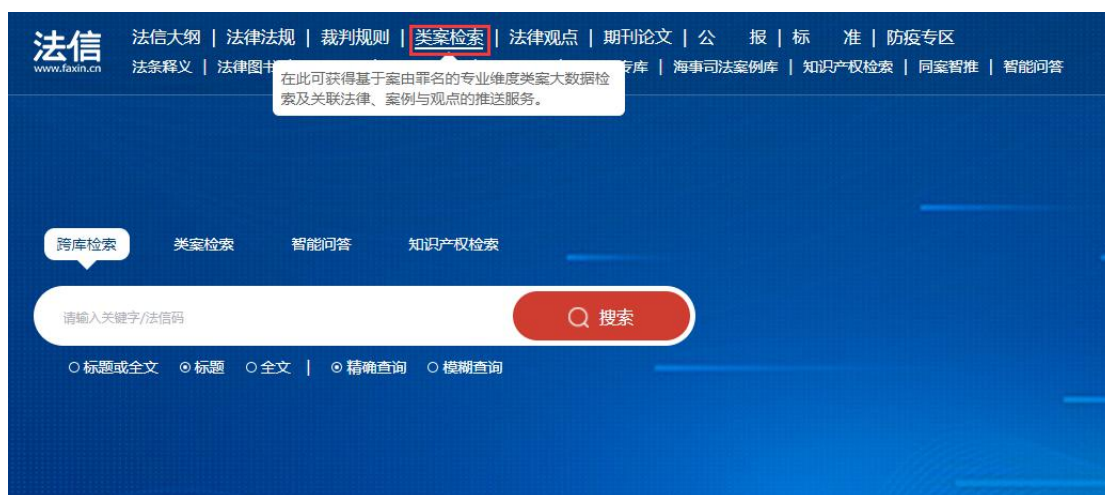 法信
www.faxin.cn
法信大纲 | 法律法规 | 裁判规则 | 类案检索 | 法律观点 | 期刊论文 | 公 报 | 标 准 | 防疫专区
法条释义 | 法律图书 专库 | 海事司法案例库 | 知识产权检索 | 同案智推 | 智能问答
在此可获得基于案由罪名的专业维度类案大数据检
索及关联法律、案例与观点的推送服务。
跨库检索 类案检索 智能问答 知识产权检索
请输入关键字/法信码 搜索
标题或全文 标题 全文 | 精确查询 模糊查询